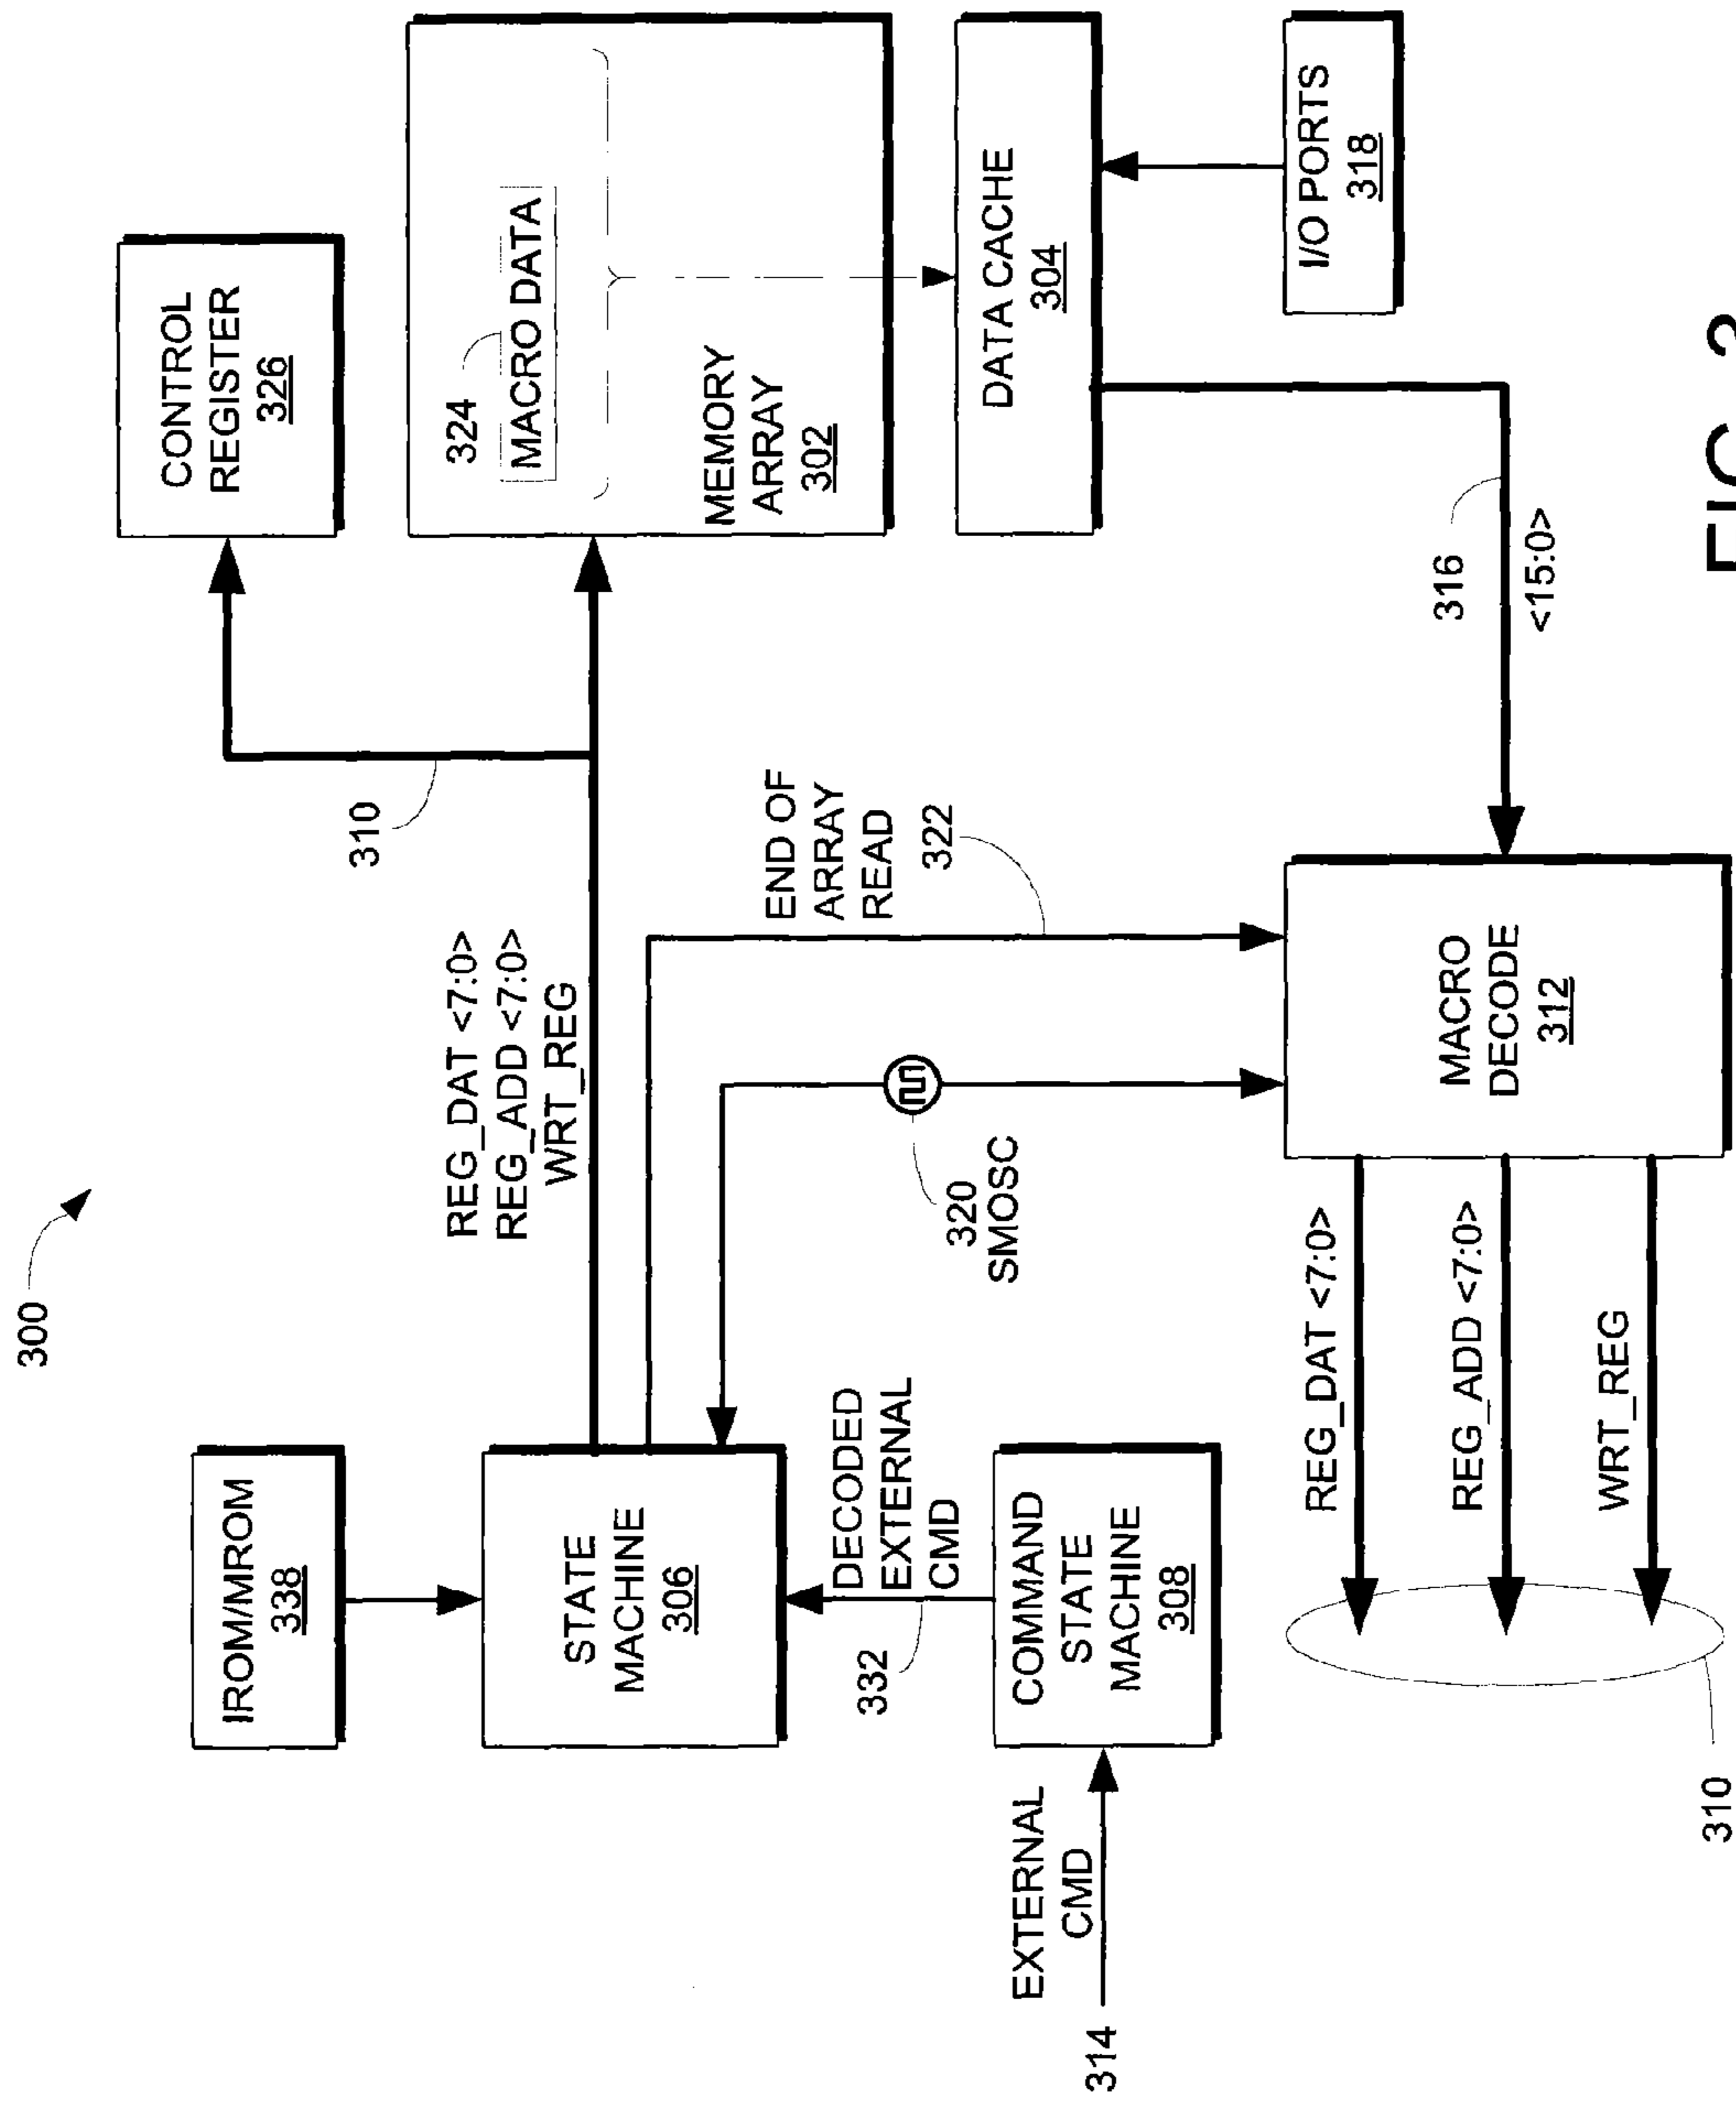 300
IROM/MROM
338
STATE
MACHINE
306
DECODED
EXTERNAL
CMD
332
COMMAND
STATE
MACHINE
308
EXTERNAL
CMD
314
REG_DAT <7:0>
REG_ADD <7:0>
WRT_REG
310
CONTROL
REGISTER
326
324
MACRO DATA
MEMORY
ARRAY
302
DATA CACHE
304
I/O PORTS
318
END OF
ARRAY
READ
322
320
SMOSC
316
<15:0>
MACRO
DECODE
312
REG_DAT <7:0>
REG_ADD <7:0>
WRT_REG
310